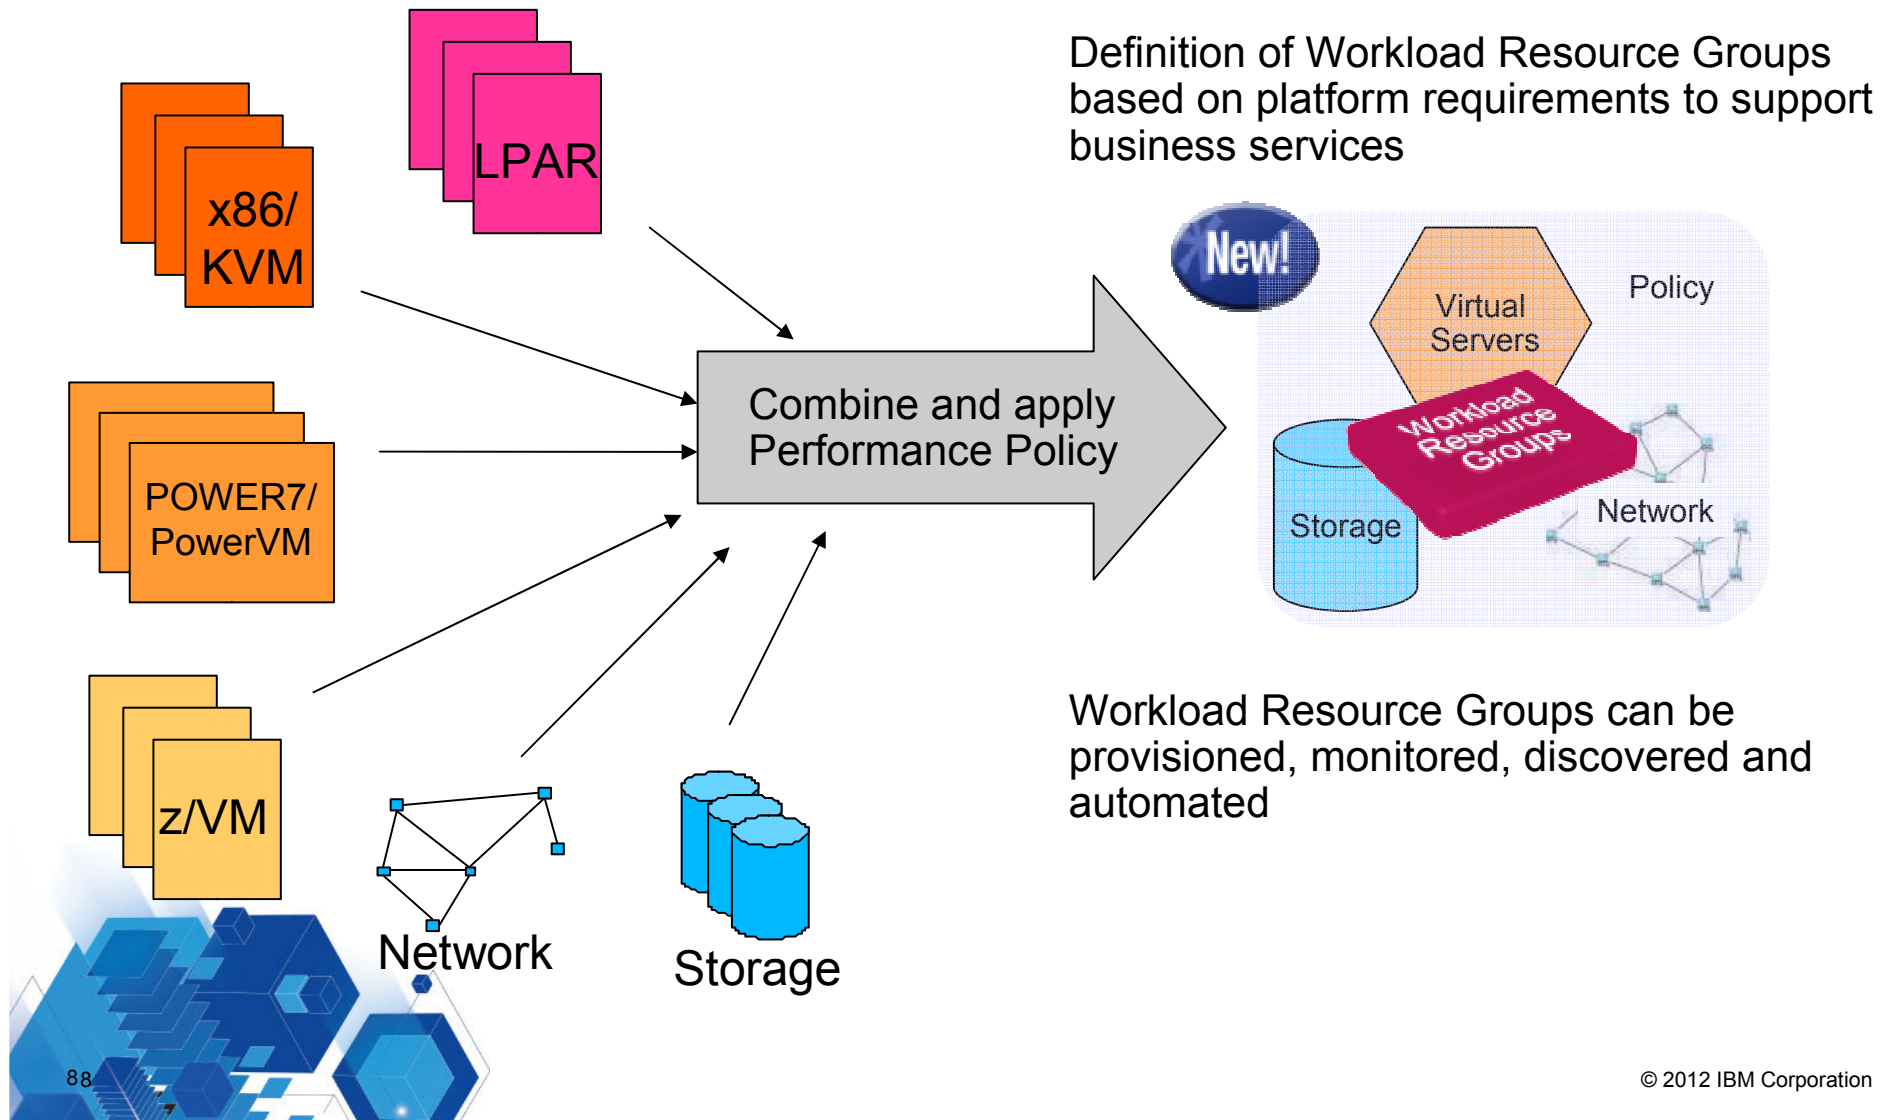 LPAR
x86/
KVM
POWER7/
PowerVM
z/VM
Network
Storage
Combine and apply
Performance Policy
Definition of Workload Resource Groups
based on platform requirements to support
business services
New!
Virtual
Servers
Policy
Workload
Resource
Groups
Storage
Network
Workload Resource Groups can be
provisioned, monitored, discovered and
automated
88
© 2012 IBM Corporation